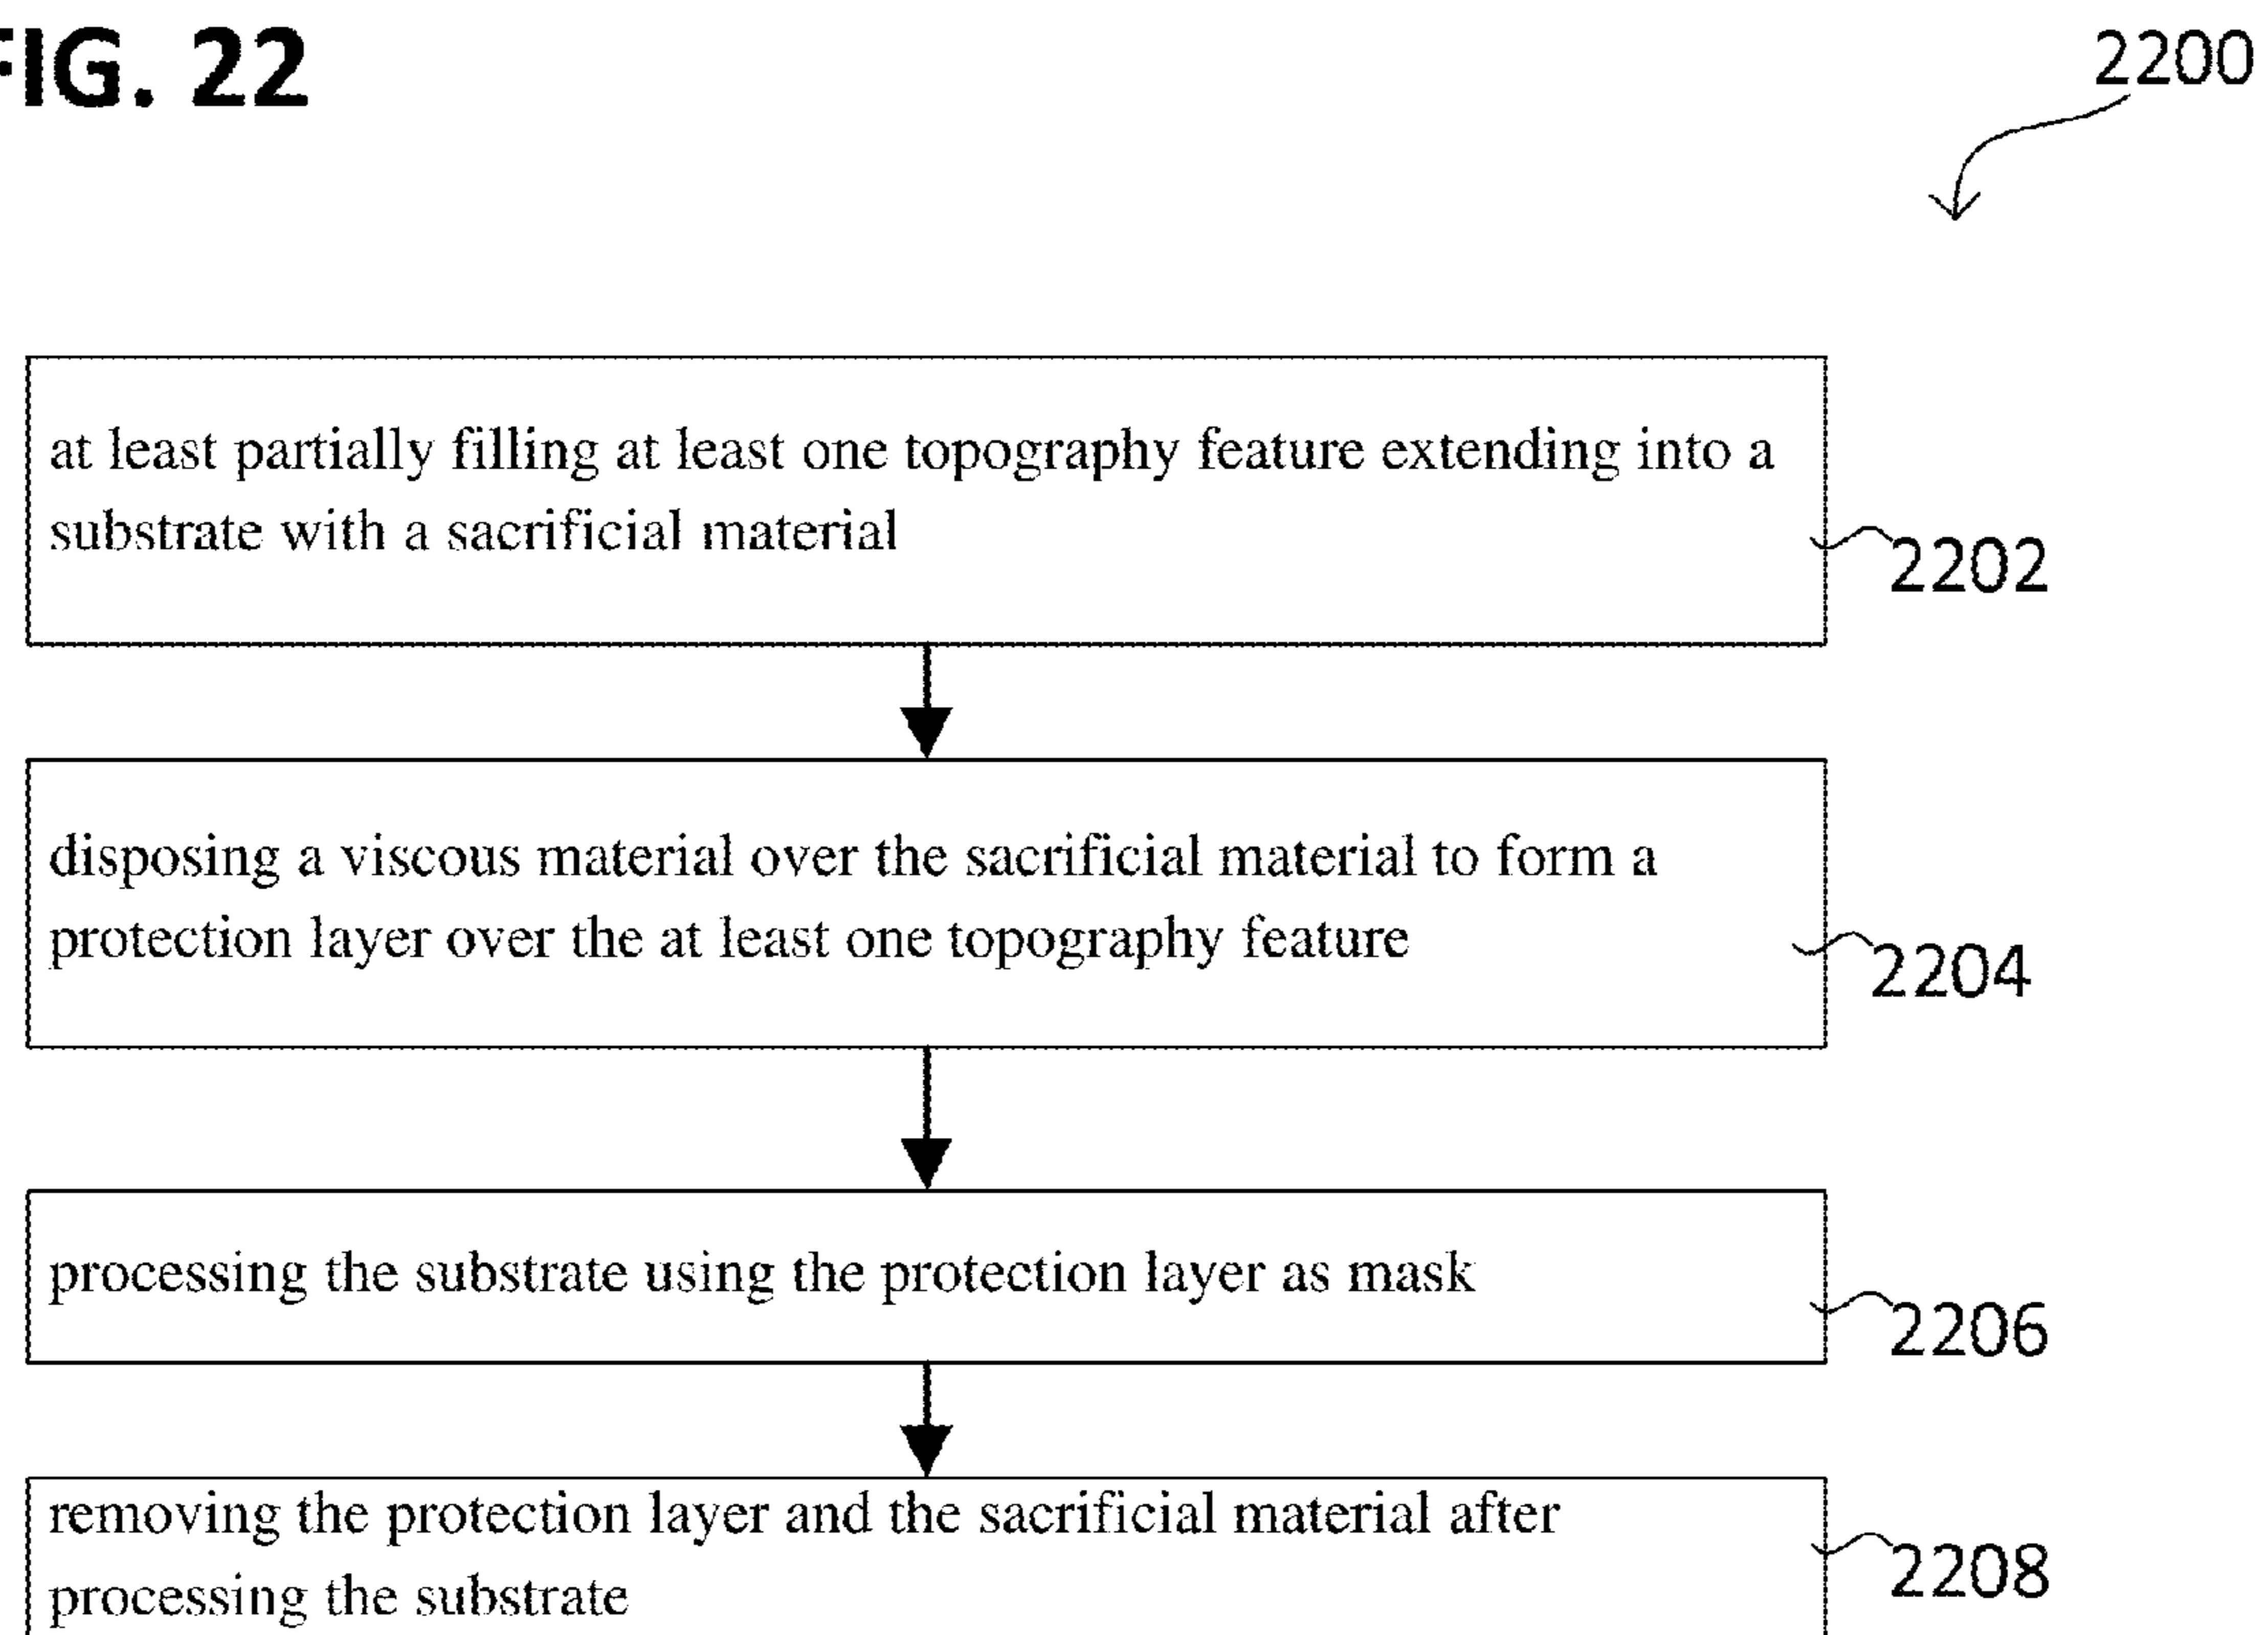 FIG. 22
2200
at least partially filling at least one topography feature extending into a
substrate with a sacrificial material
2202
disposing a viscous material over the sacrificial material to form a
protection layer over the at least one topography feature
2204
processing the substrate using the protection layer as mask
2206
removing the protection layer and the sacrificial material after
processing the substrate
2208